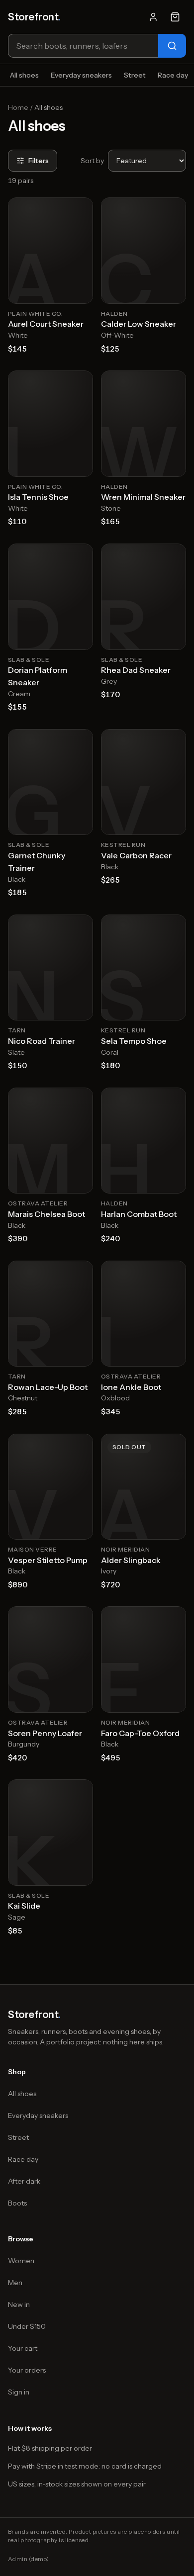 Storefront.
Search boots, runners, loafers
All shoes Everyday sneakers Street Race day
Home / All shoes
All shoes
Filters Sort by Featured
19 pairs
A C
PLAIN WHITE CO. HALDEN
Aurel Court Sneaker Calder Low Sneaker
White Off-White
$145 $125
I W
PLAIN WHITE CO. HALDEN
Isla Tennis Shoe Wren Minimal Sneaker
White Stone
$110 $165
D R
SLAB & SOLE SLAB & SOLE
Dorian Platform Rhea Dad Sneaker
Sneaker Grey
Cream $170
$155
G V
SLAB & SOLE KESTREL RUN
Garnet Chunky Vale Carbon Racer
Trainer Black
Black $265
$185
N S
TARN KESTREL RUN
Nico Road Trainer Sela Tempo Shoe
Slate Coral
$150 $180
M H
OSTRAVA ATELIER HALDEN
Marais Chelsea Boot Harlan Combat Boot
Black Black
$390 $240
R I
TARN OSTRAVA ATELIER
Rowan Lace-Up Boot Ione Ankle Boot
Chestnut Oxblood
$285 $345
SOLD OUT
V A
MAISON VERRE NOIR MERIDIAN
Vesper Stiletto Pump Alder Slingback
Black Ivory
$890 $720
S F
OSTRAVA ATELIER NOIR MERIDIAN
Soren Penny Loafer Faro Cap-Toe Oxford
Burgundy Black
$420 $495
K
SLAB & SOLE
Kai Slide
Sage
$85
Storefront.
Sneakers, runners, boots and evening shoes, by
occasion. A portfolio project: nothing here ships.
Shop
All shoes
Everyday sneakers
Street
Race day
After dark
Boots
Browse
Women
Men
New in
Under $150
Your cart
Your orders
Sign in
How it works
Flat $8 shipping per order
Pay with Stripe in test mode: no card is charged
US sizes, in-stock sizes shown on every pair
Brands are invented. Product pictures are placeholders until
real photography is licensed.
Admin (demo)